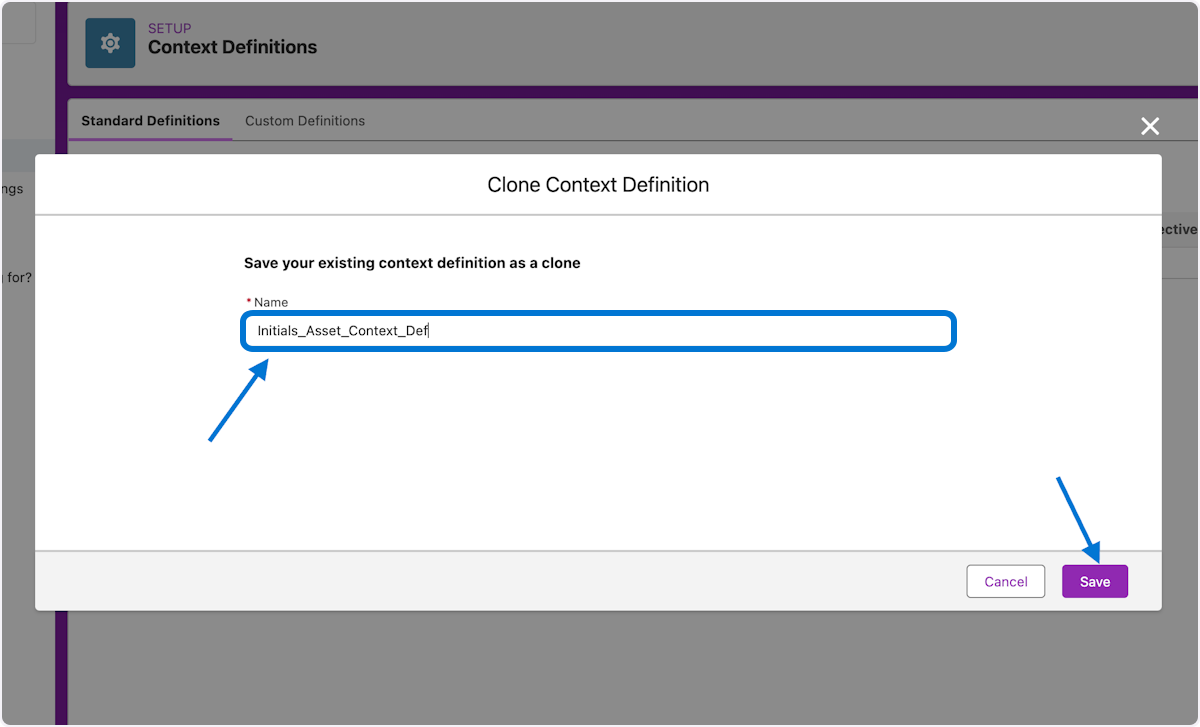 SETUP
Context Definitions
Standard Definitions Custom Definitions
ngs
Clone Context Definition
ective
Save your existing context definition as a clone
for?
* Name
Initials_Asset_Context_Def
Cancel Save